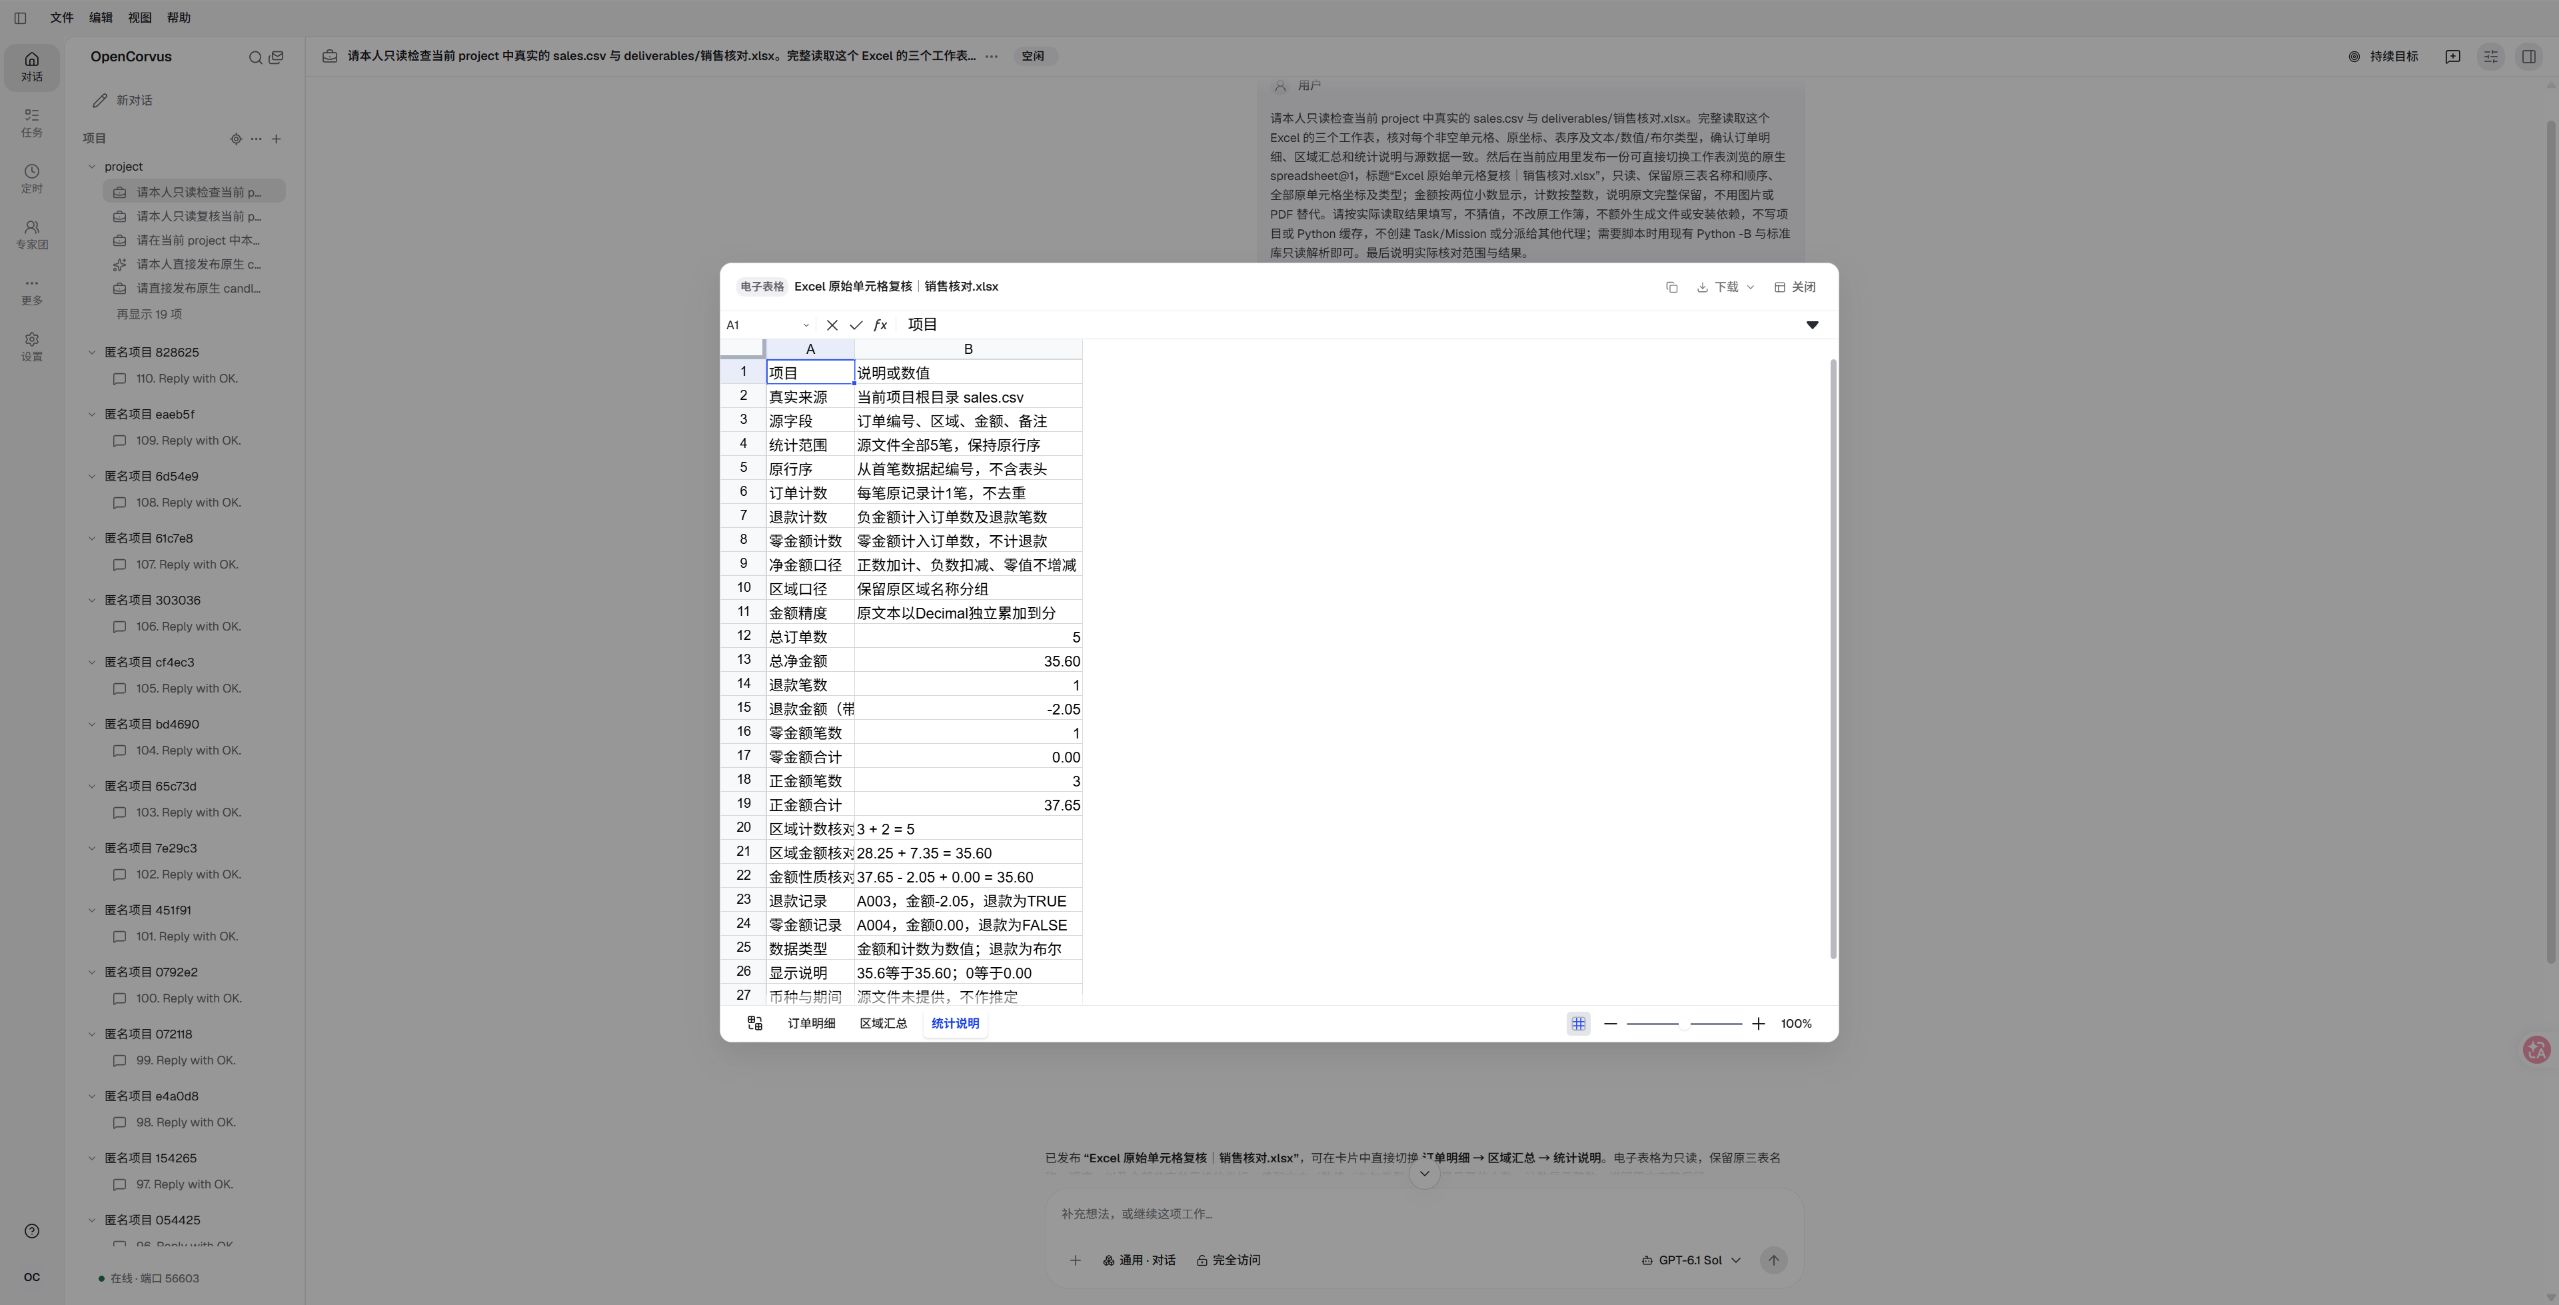 文件 编辑 视图 帮助
对话
任务
定时
专家团
更多
设置
OC
OpenCorvus
新对话
项目
project
请本人只读检查当前 p...
请本人只读复核当前 p...
请在当前 project 中本...
请本人直接发布原生 c...
请直接发布原生 candl...
再显示 19 项
匿名项目 828625
110. Reply with OK.
匿名项目 eaeb5f
109. Reply with OK.
匿名项目 6d54e9
108. Reply with OK.
匿名项目 61c7e8
107. Reply with OK.
匿名项目 303036
106. Reply with OK.
匿名项目 cf4ec3
105. Reply with OK.
匿名项目 bd4690
104. Reply with OK.
匿名项目 65c73d
103. Reply with OK.
匿名项目 7e29c3
102. Reply with OK.
匿名项目 451f91
101. Reply with OK.
匿名项目 0792e2
100. Reply with OK.
匿名项目 072118
99. Reply with OK.
匿名项目 e4a0d8
98. Reply with OK.
匿名项目 154265
97. Reply with OK.
匿名项目 054425
96. Reply with OK.
在线 · 端口 56603
请本人只读检查当前 project 中真实的 sales.csv 与 deliverables/销售核对.xlsx。完整读取这个 Excel 的三个工作表... ··· 空闲
持续目标
用户
请本人只读检查当前 project 中真实的 sales.csv 与 deliverables/销售核对.xlsx。完整读取这个
Excel 的三个工作表，核对每个非空单元格、原坐标、表序及文本/数值/布尔类型，确认订单明
细、区域汇总和统计说明与源数据一致。然后在当前应用里发布一份可直接切换工作表浏览的原生
spreadsheet@1，标题“Excel 原始单元格复核｜销售核对.xlsx”，只读、保留原三表名称和顺序、
全部原单元格坐标及类型；金额按两位小数显示，计数按整数，说明原文完整保留，不用图片或
PDF 替代。请按实际读取结果填写，不猜值，不改原工作簿，不额外生成文件或安装依赖，不写项
目或 Python 缓存，不创建 Task/Mission 或分派给其他代理；需要脚本时用现有 Python -B 与标准
库只读解析即可。最后说明实际核对范围与结果。
电子表格 Excel 原始单元格复核｜销售核对.xlsx
下载 关闭
A1 fx 项目
A B
1 项目 说明或数值
2 真实来源 当前项目根目录 sales.csv
3 源字段 订单编号、区域、金额、备注
4 统计范围 源文件全部5笔，保持原行序
5 原行序 从首笔数据起编号，不含表头
6 订单计数 每笔原记录计1笔，不去重
7 退款计数 负金额计入订单数及退款笔数
8 零金额计数 零金额计入订单数，不计退款
9 净金额口径 正数加计、负数扣减、零值不增减
10 区域口径 保留原区域名称分组
11 金额精度 原文本以Decimal独立累加到分
12 总订单数 5
13 总净金额 35.60
14 退款笔数 1
15 退款金额（带 -2.05
16 零金额笔数 1
17 零金额合计 0.00
18 正金额笔数 3
19 正金额合计 37.65
20 区域计数核对 3 + 2 = 5
21 区域金额核对 28.25 + 7.35 = 35.60
22 金额性质核对 37.65 - 2.05 + 0.00 = 35.60
23 退款记录 A003，金额-2.05，退款为TRUE
24 零金额记录 A004，金额0.00，退款为FALSE
25 数据类型 金额和计数为数值；退款为布尔
26 显示说明 35.6等于35.60；0等于0.00
27 币种与期间 源文件未提供，不作推定
订单明细 区域汇总 统计说明
100%
已发布 “Excel 原始单元格复核｜销售核对.xlsx”，可在卡片中直接切换 订单明细 → 区域汇总 → 统计说明。电子表格为只读，保留原三表名
补充想法，或继续这项工作...
通用 · 对话 完全访问
GPT-6.1 Sol